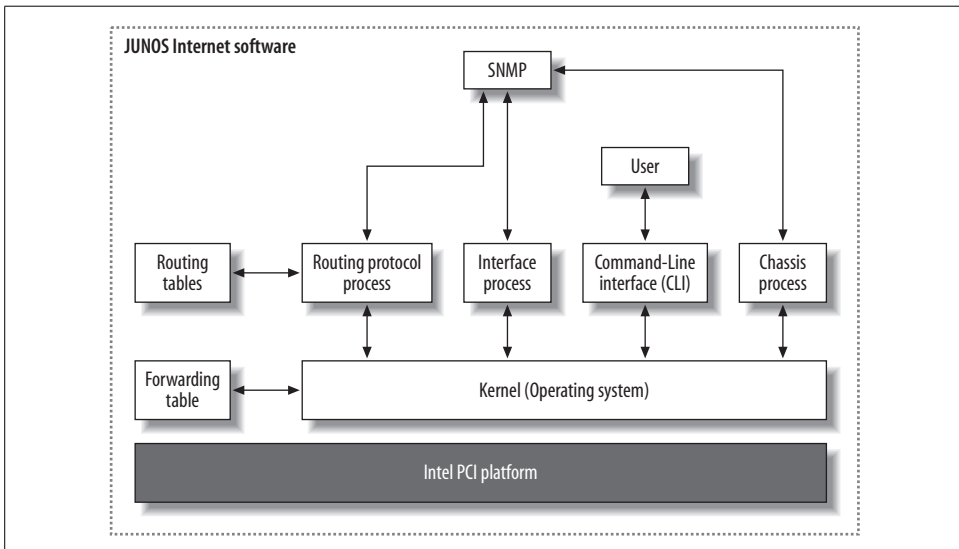 JUNOS Internet software
SNMP
User
Routing
tables
Routing protocol
process
Interface
process
Command-Line
interface (CLI)
Chassis
process
Forwarding
table
Kernel (Operating system)
Intel PCI platform